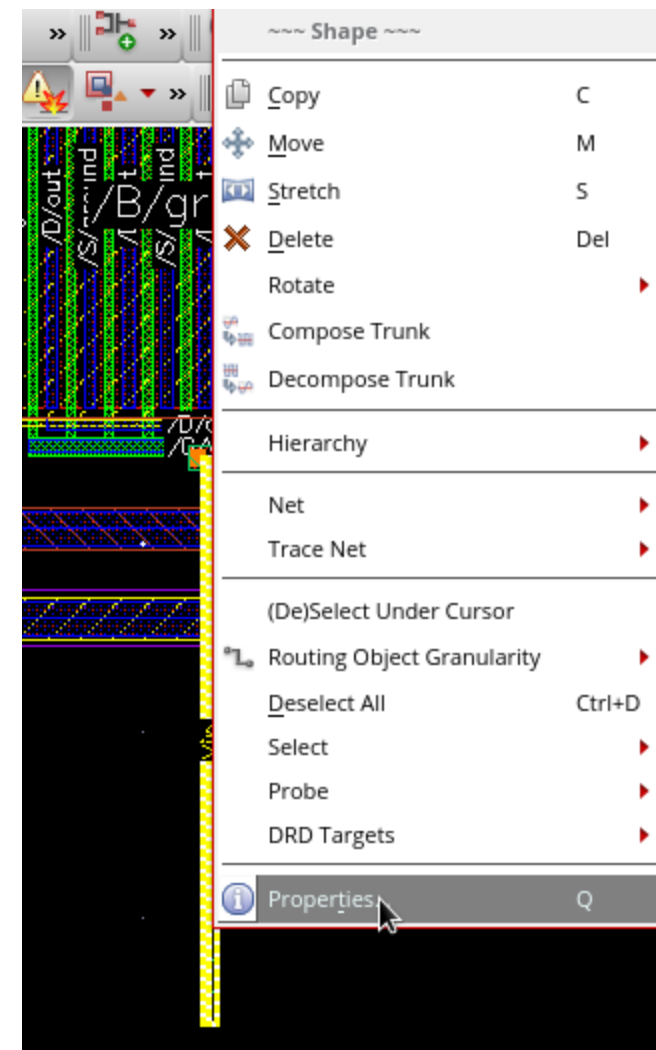 ~~~ Shape ~~~
Copy C
Move M
Stretch S
Delete Del
Rotate
Compose Trunk
Decompose Trunk
Hierarchy
Net
Trace Net
(De)Select Under Cursor
Routing Object Granularity
Deselect All Ctrl+D
Select
Probe
DRD Targets
Properties Q
/D/out
/B/gr